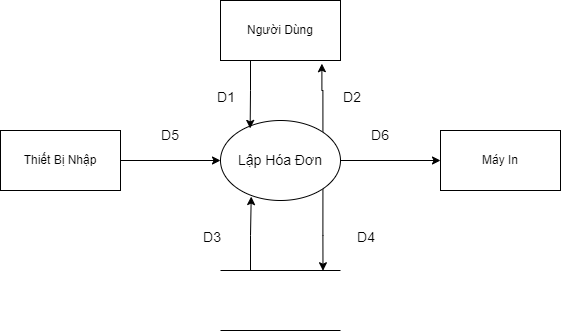 Người Dùng
D1
D2
Thiết Bị Nhập
D5
Lập Hóa Đơn
D6
Máy In
D3
D4